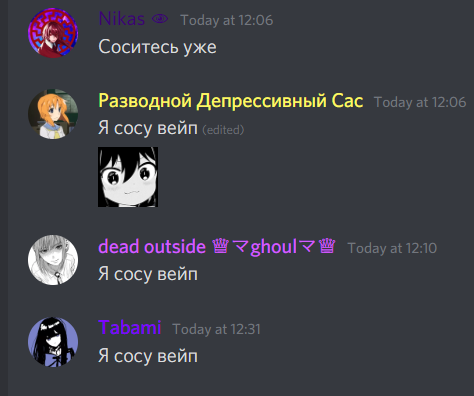 Nikas 👁 Today at 12:06
Соситесь уже
Разводной Депрессивный Сас Today at 12:06
Я сосу вейп (edited)
dead outside ♕マghoulマ♕ Today at 12:10
Я сосу вейп
Tabami Today at 12:31
Я сосу вейп